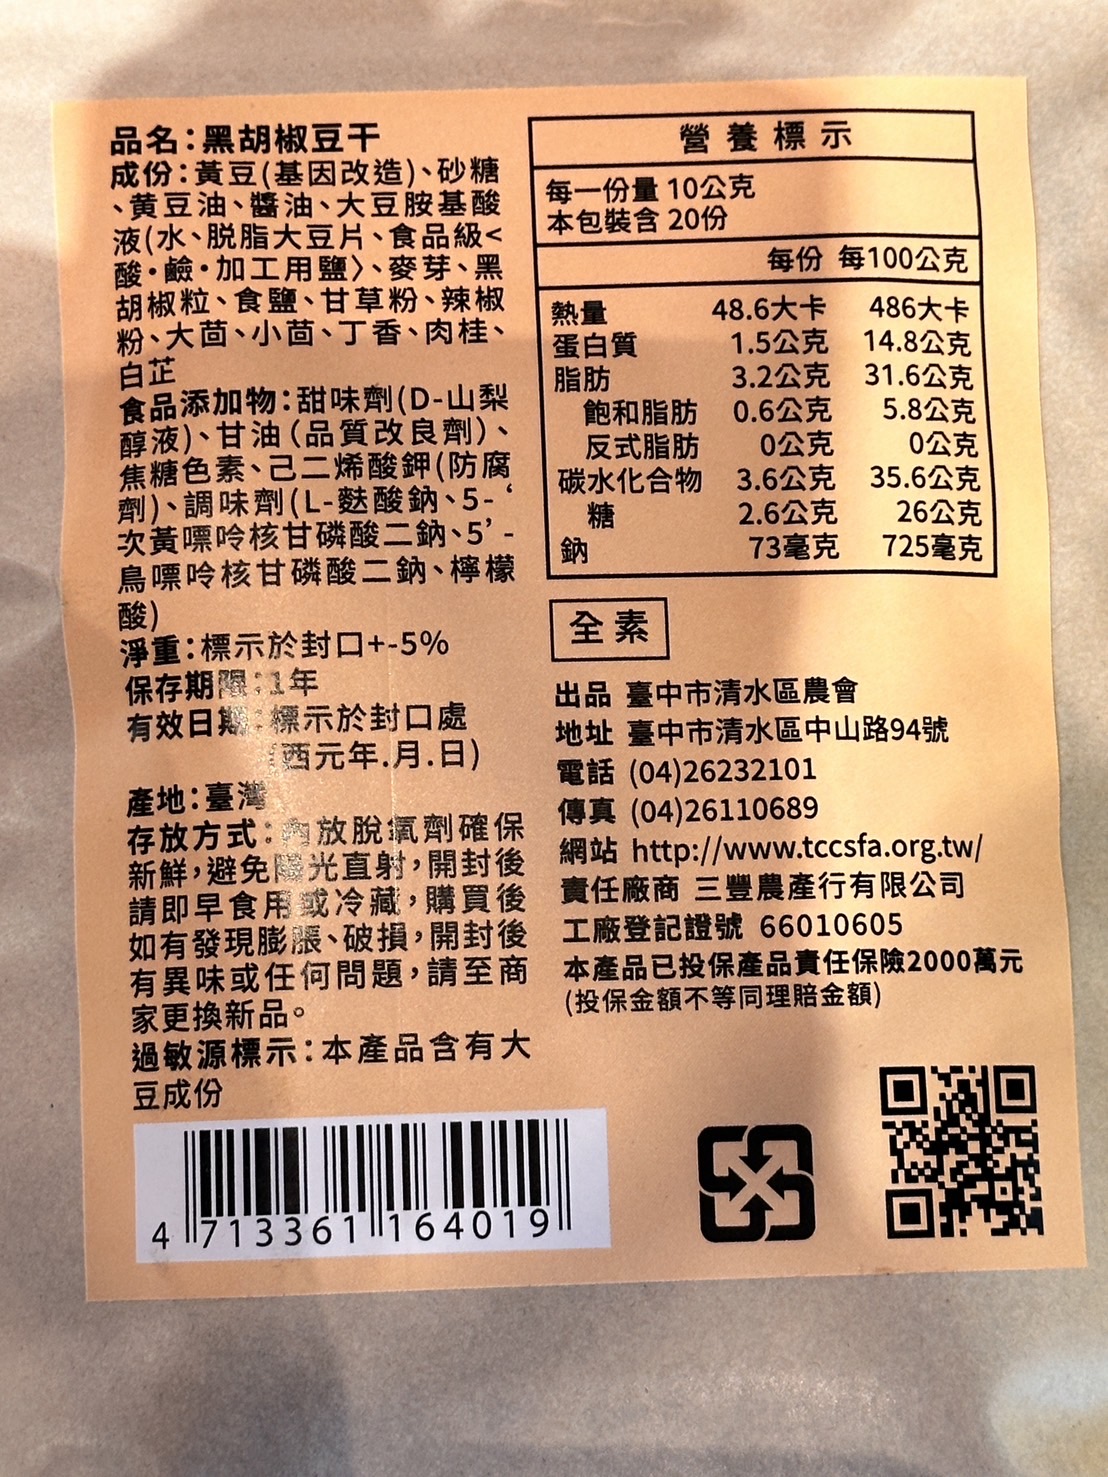 品名：黑胡椒豆干
成份：黃豆(基因改造)、砂糖
、黃豆油、醬油、大豆胺基酸
液(水、脫脂大豆片、食品級<
酸·鹼·加工用鹽〉、麥芽、黑
胡椒粒、食鹽、甘草粉、辣椒
粉、大茴、小茴、丁香、肉桂、
白芷
食品添加物：甜味劑(D-山梨
醇液)、甘油(品質改良劑)、
焦糖色素、己二烯酸鉀(防腐
劑)、調味劑(L-麩酸鈉、5-‘
次黃嘌呤核甘磷酸二鈉、5’-
鳥嘌呤核甘磷酸二鈉、檸檬
酸)
淨重：標示於封口+-5%
保存期限：1年
有效日期：標示於封口處
(西元年.月.日)
產地：臺灣
存放方式：內放脫氧劑確保
新鮮，避免陽光直射，開封後
請即早食用或冷藏，購買後
如有發現膨脹、破損，開封後
有異味或任何問題，請至商
家更換新品。
過敏源標示：本產品含有大
豆成份
4 713361 164019
營養標示
每一份量 10公克
本包裝含 20份
每份 每100公克
熱量 48.6大卡 486大卡
蛋白質 1.5公克 14.8公克
脂肪 3.2公克 31.6公克
飽和脂肪 0.6公克 5.8公克
反式脂肪 0公克 0公克
碳水化合物 3.6公克 35.6公克
糖 2.6公克 26公克
鈉 73毫克 725毫克
全素
出品 臺中市清水區農會
地址 臺中市清水區中山路94號
電話 (04)26232101
傳真 (04)26110689
網站 http://www.tccsfa.org.tw/
責任廠商 三豐農產行有限公司
工廠登記證號 66010605
本產品已投保產品責任保險2000萬元
(投保金額不等同理賠金額)